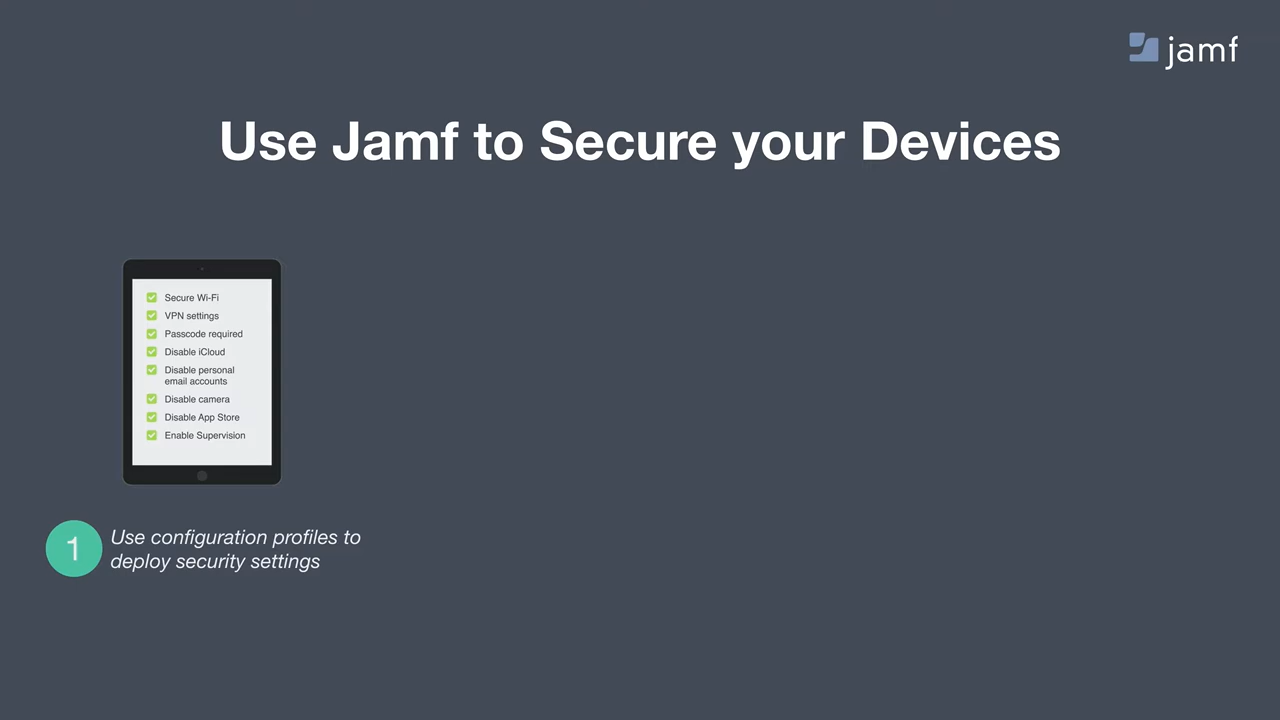 jamf
Use Jamf to Secure your Devices
Secure Wi-Fi
VPN settings
Passcode required
Disable iCloud
Disable personal
email accounts
Disable camera
Disable App Store
Enable Supervision
1
Use configuration profiles to
deploy security settings